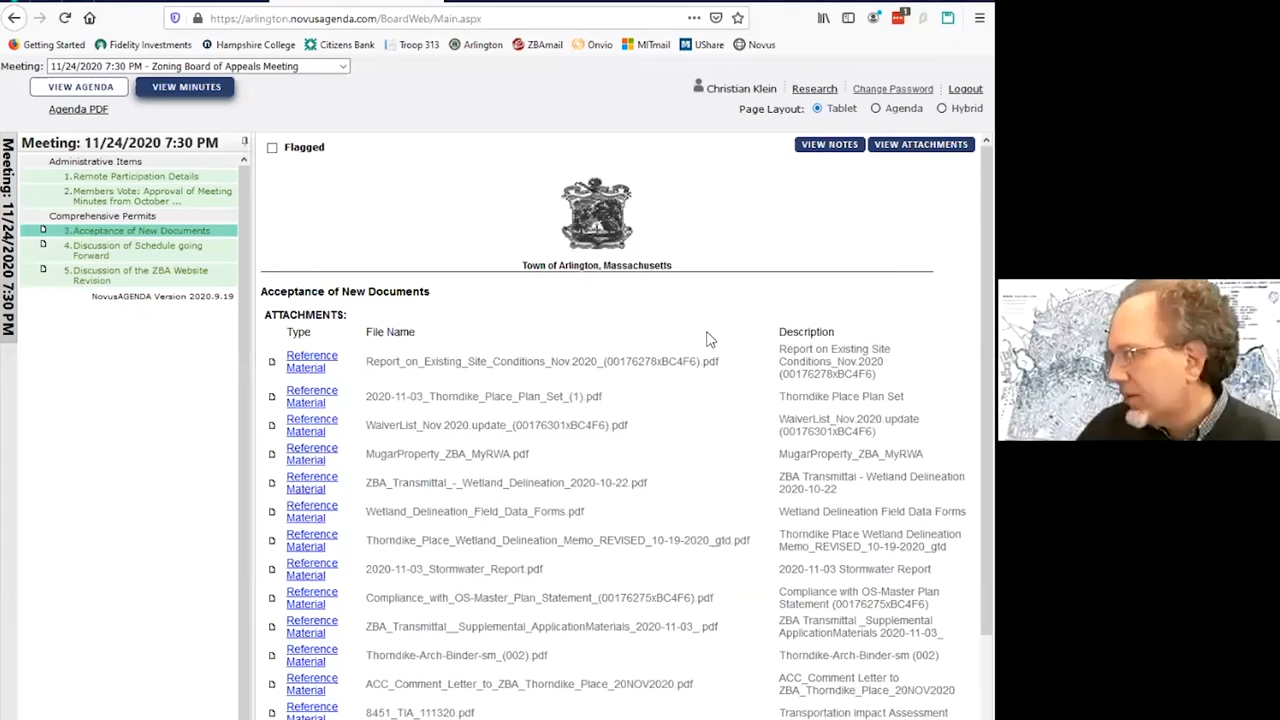 https://arlington.novusagenda.com/BoardWeb/Main.aspx
1
Getting Started
Fidelity Investments
Hampshire College
Citizens Bank
Troop 313
Arlington
ZBAmail
Onvio
MITmail
UShare
Novus
Meeting: 11/24/2020 7:30 PM - Zoning Board of Appeals Meeting
VIEW AGENDA
VIEW MINUTES
Christian Klein
Research
Change Password
Logout
Agenda PDF
Page Layout: Tablet Agenda Hybrid
Meeting: 11/24/2020 7:30 PM
Meeting: 11/24/2020 7:30 PM
Administrative Items
1.Remote Participation Details
2.Members Vote: Approval of Meeting
Minutes from October ...
Comprehensive Permits
3.Acceptance of New Documents
4.Discussion of Schedule going
Forward
5.Discussion of the ZBA Website
Revision
NovusAGENDA Version 2020.9.19
Flagged
VIEW NOTES
VIEW ATTACHMENTS
Town of Arlington, Massachusetts
Acceptance of New Documents
ATTACHMENTS:
Type File Name Description
Reference
Material
Report_on_Existing_Site_Conditions_Nov.2020_(00176278xBC4F6).pdf
Report on Existing Site
Conditions_Nov.2020
(00176278xBC4F6)
Reference
Material
2020-11-03_Thorndike_Place_Plan_Set_(1).pdf
Thorndike Place Plan Set
Reference
Material
WaiverList_Nov.2020.update_(00176301xBC4F6).pdf
WaiverList_Nov.2020 update
(00176301xBC4F6)
Reference
Material
MugarProperty_ZBA_MyRWA.pdf
MugarProperty_ZBA_MyRWA
Reference
Material
ZBA_Transmittal_-_Wetland_Delineation_2020-10-22.pdf
ZBA Transmittal - Wetland Delineation
2020-10-22
Reference
Material
Wetland_Delineation_Field_Data_Forms.pdf
Wetland Delineation Field Data Forms
Reference
Material
Thorndike_Place_Wetland_Delineation_Memo_REVISED_10-19-2020_gtd.pdf
Thorndike Place Wetland Delineation
Memo_REVISED_10-19-2020_gtd
Reference
Material
2020-11-03_Stormwater_Report.pdf
2020-11-03 Stormwater Report
Reference
Material
Compliance_with_OS-Master_Plan_Statement_(00176275xBC4F6).pdf
Compliance with OS-Master Plan
Statement (00176275xBC4F6)
Reference
Material
ZBA_Transmittal__Supplemental_ApplicationMaterials_2020-11-03_.pdf
ZBA Transmittal _Supplemental
ApplicationMaterials 2020-11-03_
Reference
Material
Thorndike-Arch-Binder-sm_(002).pdf
Thorndike-Arch-Binder-sm (002)
Reference
Material
ACC_Comment_Letter_to_ZBA_Thorndike_Place_20NOV2020.pdf
ACC_Comment Letter to
ZBA_Thorndike_Place_20NOV2020
Reference
Material
8451_TIA_111320.pdf
Transportation Impact Assessment